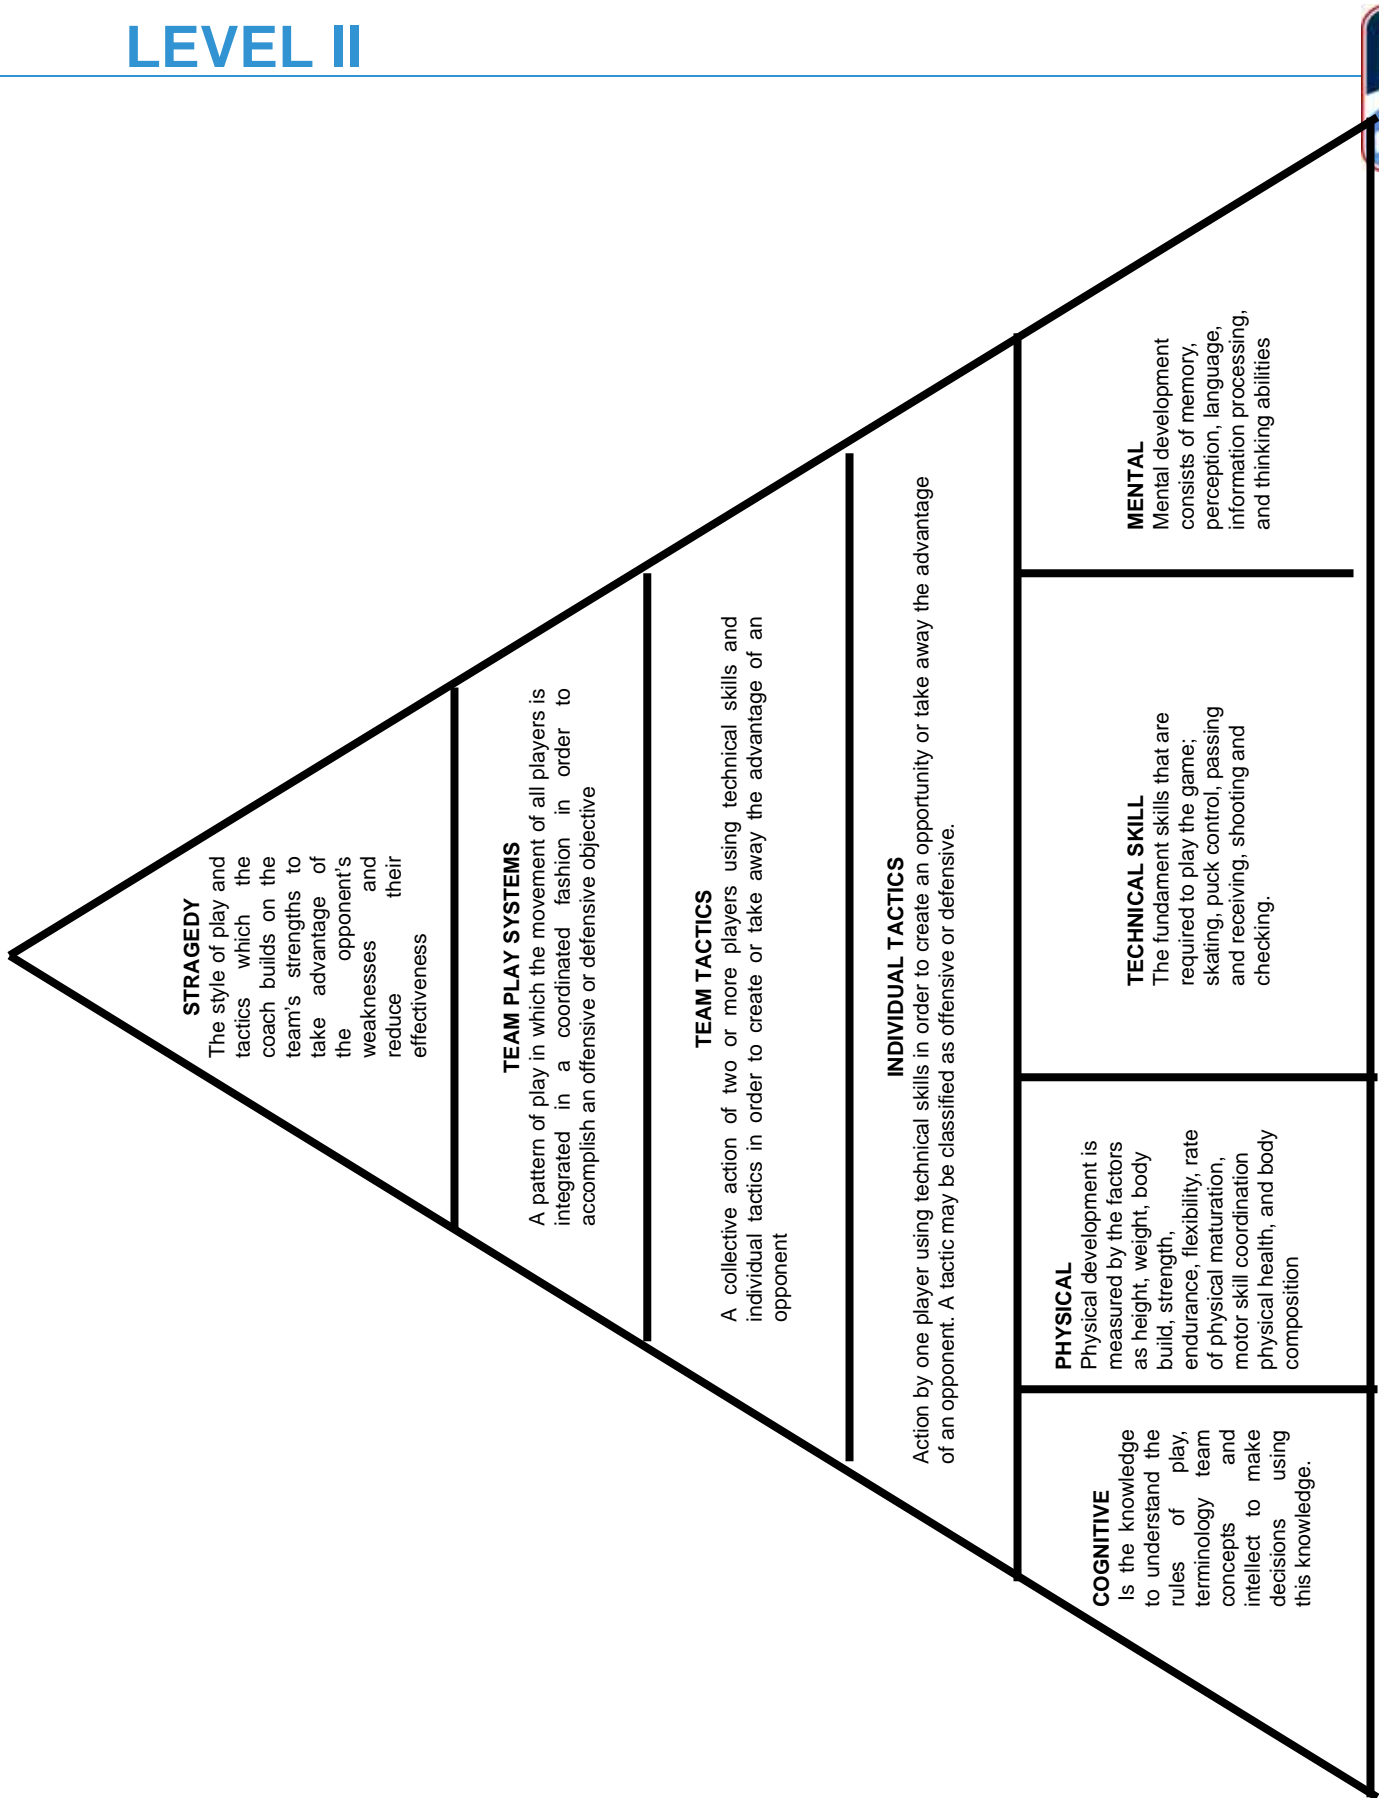 LEVEL II
STRAGEDY
The style of play and
tactics which the
coach builds on the
team's strengths to
take advantage of
the opponent's
weaknesses and
reduce their
effectiveness
TEAM PLAY SYSTEMS
A pattern of play in which the movement of all players is
integrated in a coordinated fashion in order to
accomplish an offensive or defensive objective
TEAM TACTICS
A collective action of two or more players using technical skills and
individual tactics in order to create or take away the advantage of an
opponent
INDIVIDUAL TACTICS
Action by one player using technical skills in order to create an opportunity or take away the advantage
of an opponent. A tactic may be classified as offensive or defensive.
COGNITIVE
Is the knowledge
to understand the
rules of play,
terminology team
concepts and
intellect to make
decisions using
this knowledge.
PHYSICAL
Physical development is
measured by the factors
as height, weight, body
build, strength,
endurance, flexibility, rate
of physical maturation,
motor skill coordination
physical health, and body
composition
TECHNICAL SKILL
The fundament skills that are
required to play the game;
skating, puck control, passing
and receiving, shooting and
checking.
MENTAL
Mental development
consists of memory,
perception, language,
information processing,
and thinking abilities